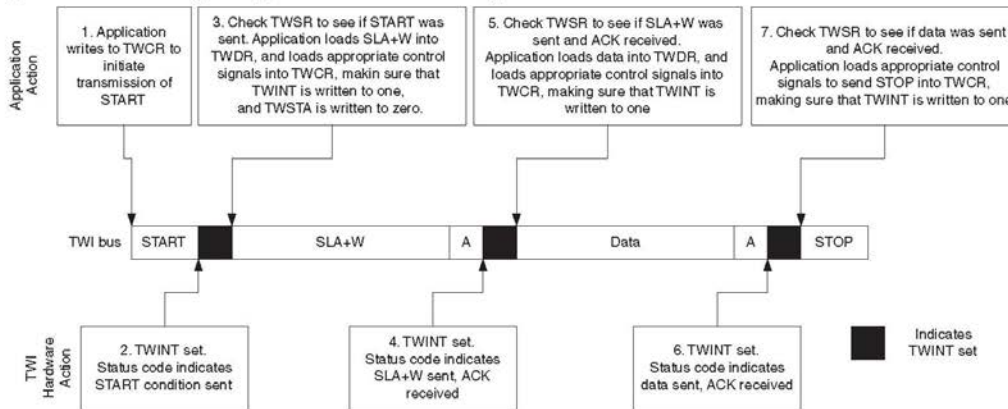 Application
Action
1. Application
writes to TWCR to
initiate
transmission of
START
3. Check TWSR to see if START was
sent. Application loads SLA+W into
TWDR, and loads appropriate control
signals into TWCR, makin sure that
TWINT is written to one,
and TWSTA is written to zero.
5. Check TWSR to see if SLA+W was
sent and ACK received.
Application loads data into TWDR, and
loads appropriate control signals into
TWCR, making sure that TWINT is
written to one
7. Check TWSR to see if data was sent
and ACK received.
Application loads appropriate control
signals to send STOP into TWCR,
making sure that TWINT is written to one
TWI bus
START
SLA+W
A
Data
A
STOP
TWI
Hardware
Action
2. TWINT set.
Status code indicates
START condition sent
4. TWINT set.
Status code indicates
SLA+W sent, ACK
received
6. TWINT set.
Status code indicates
data sent, ACK received
Indicates
TWINT set